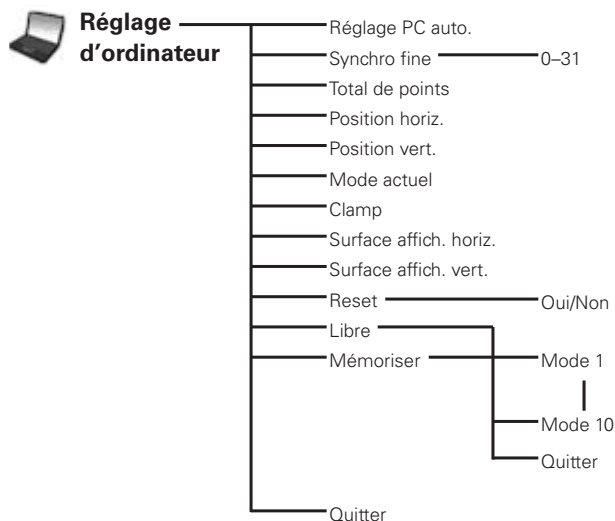 Réglage
d’ordinateur
Réglage PC auto.
Synchro fine 0–31
Total de points
Position horiz.
Position vert.
Mode actuel
Clamp
Surface affich. horiz.
Surface affich. vert.
Reset Oui/Non
Libre
Mémoriser Mode 1
Mode 10
Quitter
Quitter